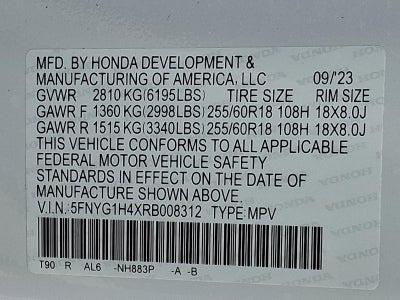 MFD. BY HONDA DEVELOPMENT &
MANUFACTURING OF AMERICA, LLC 09/'23
GVWR 2810 KG(6195LBS) TIRE SIZE RIM SIZE
GAWR F 1360 KG(2998LBS) 255/60R18 108H 18X8.0J
GAWR R 1515 KG(3340LBS) 255/60R18 108H 18X8.0J
THIS VEHICLE CONFORMS TO ALL APPLICABLE
FEDERAL MOTOR VEHICLE SAFETY
STANDARDS IN EFFECT ON THE DATE OF
MANUFACTURE SHOWN ABOVE.
V.I.N.:5FNYG1H4XRB008312 TYPE:MPV
T90 R AL6 -NH883P -A -B